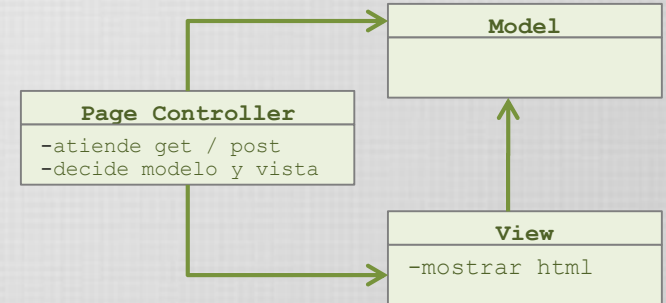 Model
Page Controller
-atiende get / post
-decide modelo y vista
View
-mostrar html